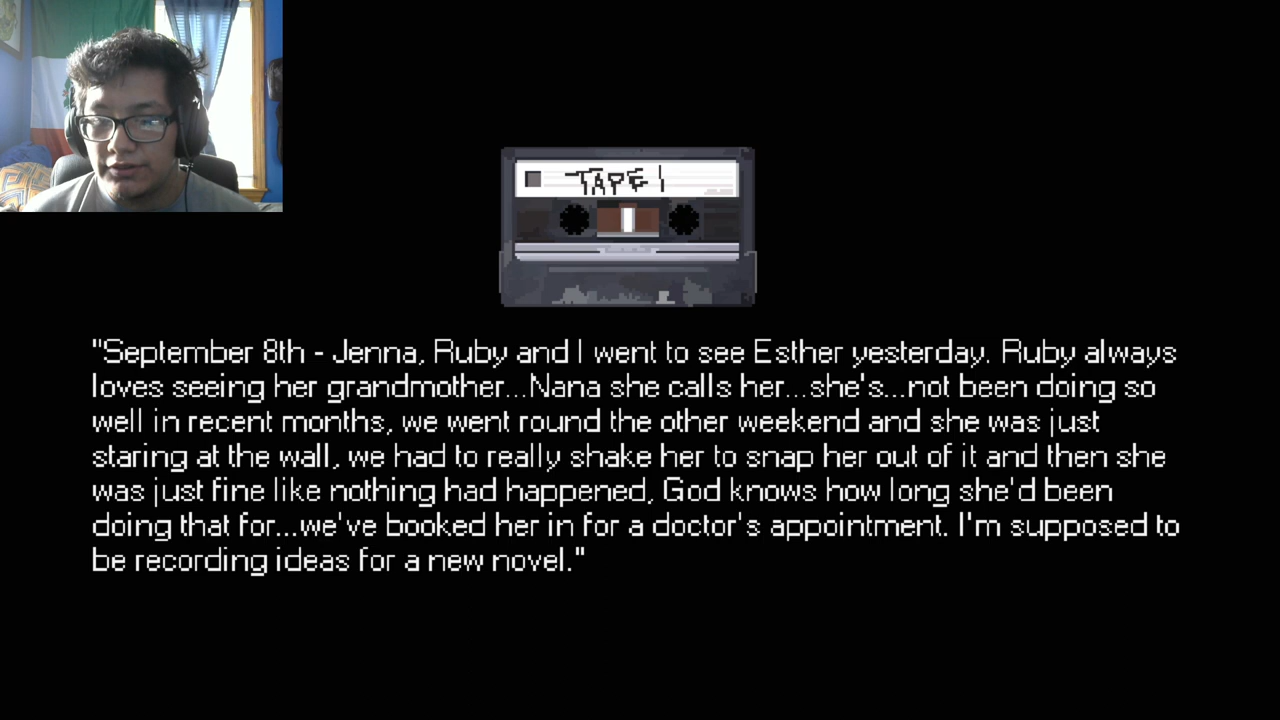 TAPE 1
"September 8th - Jenna, Ruby and I went to see Esther yesterday. Ruby always
loves seeing her grandmother...Nana she calls her...she's...not been doing so
well in recent months, we went round the other weekend and she was just
staring at the wall, we had to really shake her to snap her out of it and then she
was just fine like nothing had happened, God knows how long she'd been
doing that for...we've booked her in for a doctor's appointment. I'm supposed to
be recording ideas for a new novel."